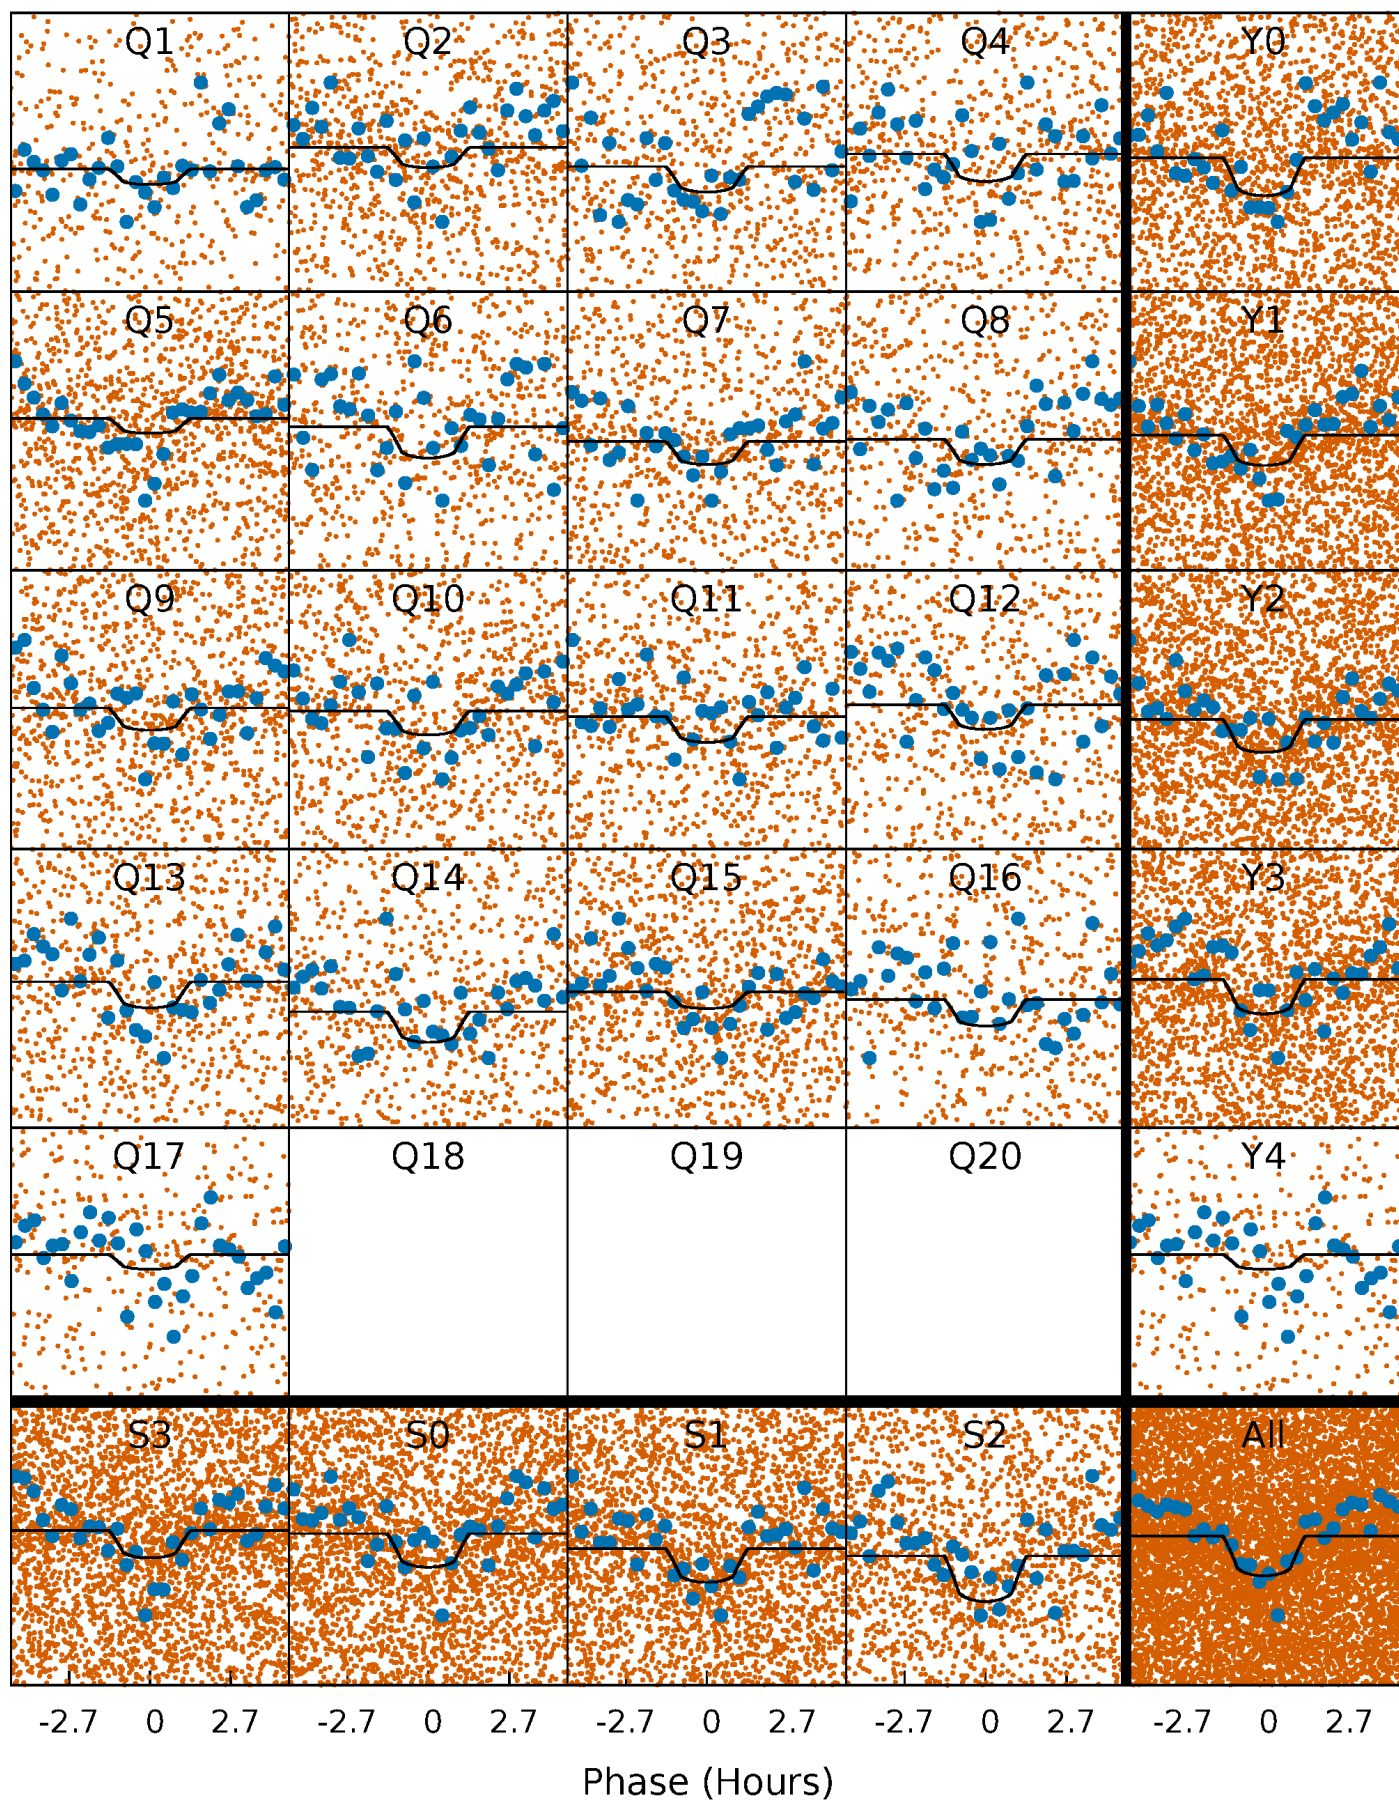 Q1 Q2 Q3 Q4 Y0
Q5 Q6 Q7 Q8 Y1
Q9 Q10 Q11 Q12 Y2
Q13 Q14 Q15 Q16 Y3
Q17 Q18 Q19 Q20 Y4
S3 S0 S1 S2 All
-2.7 0 2.7 -2.7 0 2.7 -2.7 0 2.7 -2.7 0 2.7 -2.7 0 2.7
Phase (Hours)